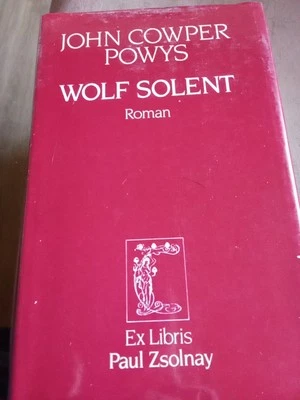 JOHN COWPER
POWYS
WOLF SOLENT
Roman
Ex Libris
Paul Zsolnay